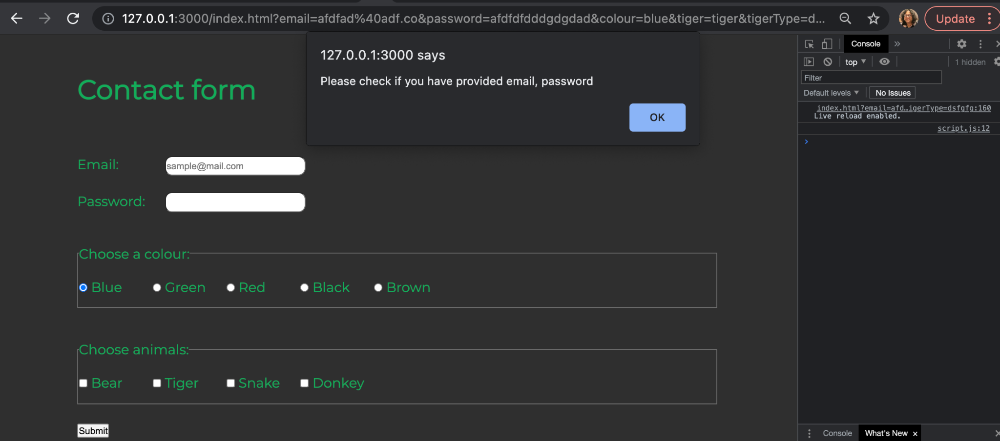 127.0.0.1:3000/index.html?email=afdfad%40adf.co&password=afdfdfdddgdgdad&colour=blue&tiger=tiger&tigerType=d...
Update
127.0.0.1:3000 says
Please check if you have provided email, password
OK
Contact form
Email:
sample@mail.com
Password:
Choose a colour:
Blue Green Red Black Brown
Choose animals:
Bear Tiger Snake Donkey
Submit
Console
top
1 hidden
Filter
Default levels
No Issues
index.html?email=afd…igerType=dsfgfg:160
Live reload enabled.
script.js:12
Console
What's New